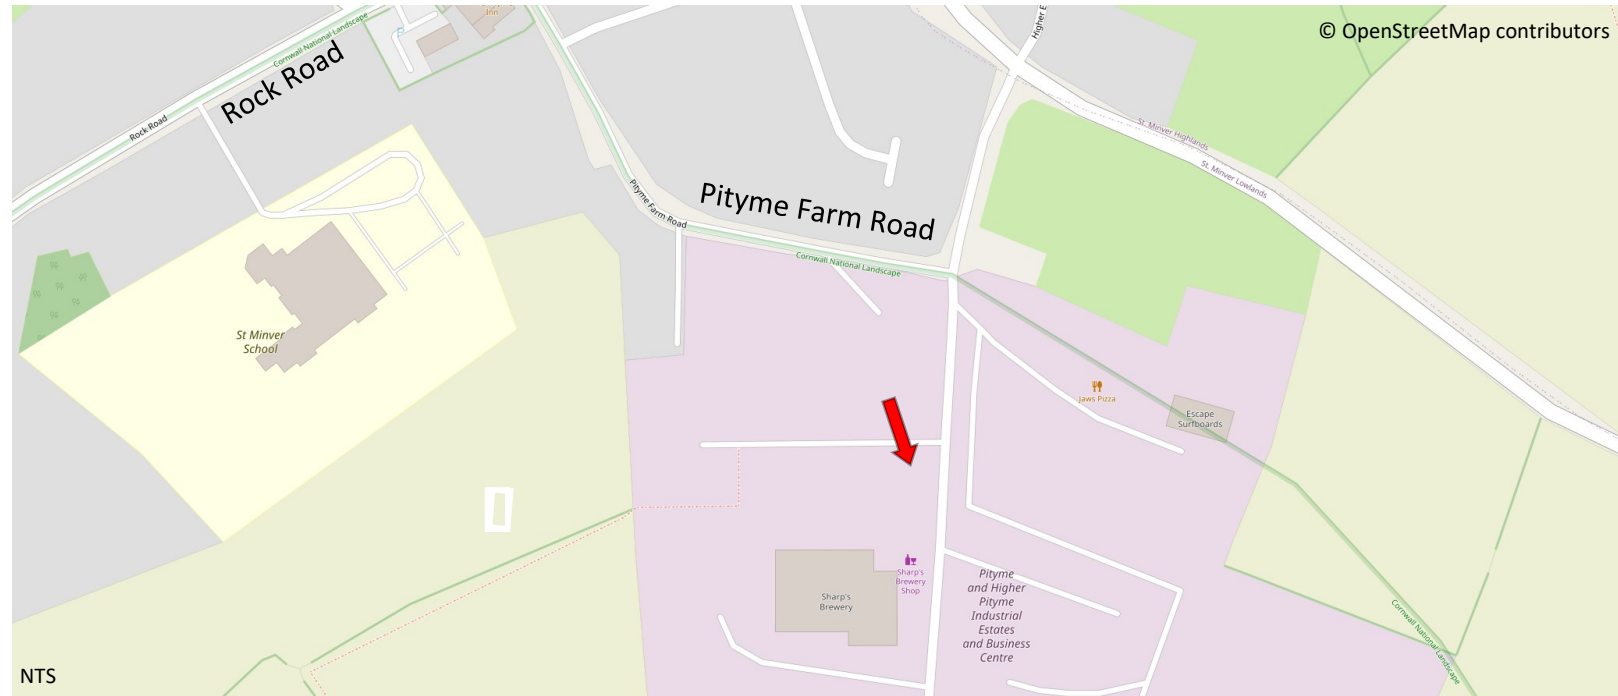 Inn
© OpenStreetMap contributors
Cornwall National Landscape
Rock Road
Rock Road
St. Minver Highlands
St. Minver Lowlands
Pityme Farm Road
Pityme Farm Road
Cornwall National Landscape
St Minver
School
Jaws Pizza
Escape
Surfboards
Sharp's
Brewery
Shop
Sharp's
Brewery
Pityme
and Higher
Pityme
Industrial
Estates
and Business
Centre
Cornwall National Landscape
NTS